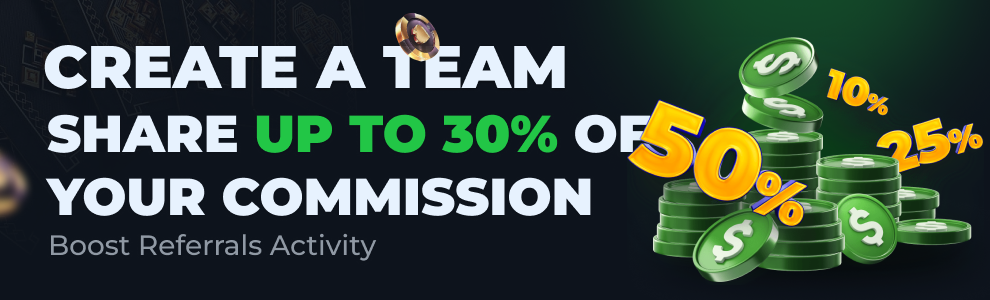 CREATE A TEAM
SHARE UP TO 30% OF
YOUR COMMISSION
Boost Referrals Activity
50%
10%
25%